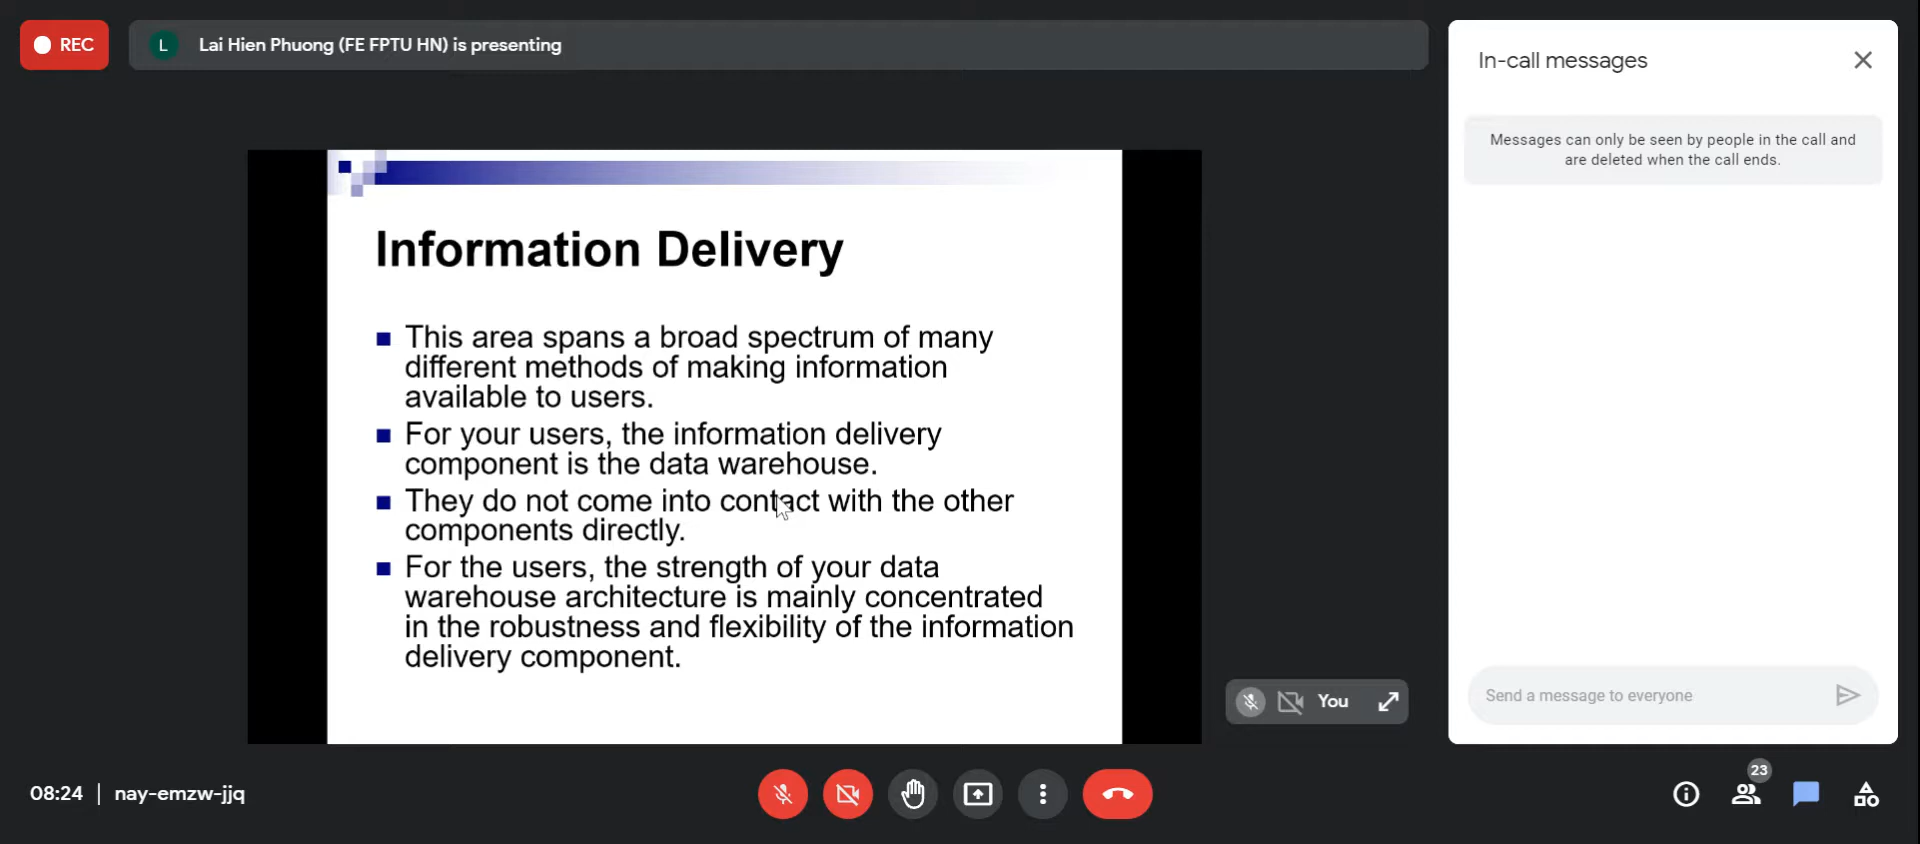 REC
L
Lai Hien Phuong (FE FPTU HN) is presenting
In-call messages
Messages can only be seen by people in the call and
are deleted when the call ends.
Information Delivery
This area spans a broad spectrum of many
different methods of making information
available to users.
For your users, the information delivery
component is the data warehouse.
They do not come into contact with the other
components directly.
For the users, the strength of your data
warehouse architecture is mainly concentrated
in the robustness and flexibility of the information
delivery component.
You
Send a message to everyone
08:24 | nay-emzw-jjq
23